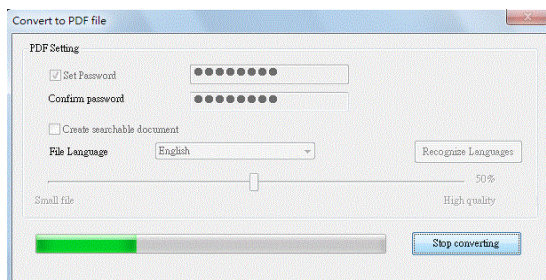 Convert to PDF file
PDF Setting
Set Password
Confirm password
Create searchable document
File Language English Recognize Languages
50%
Small file High quality
Stop converting